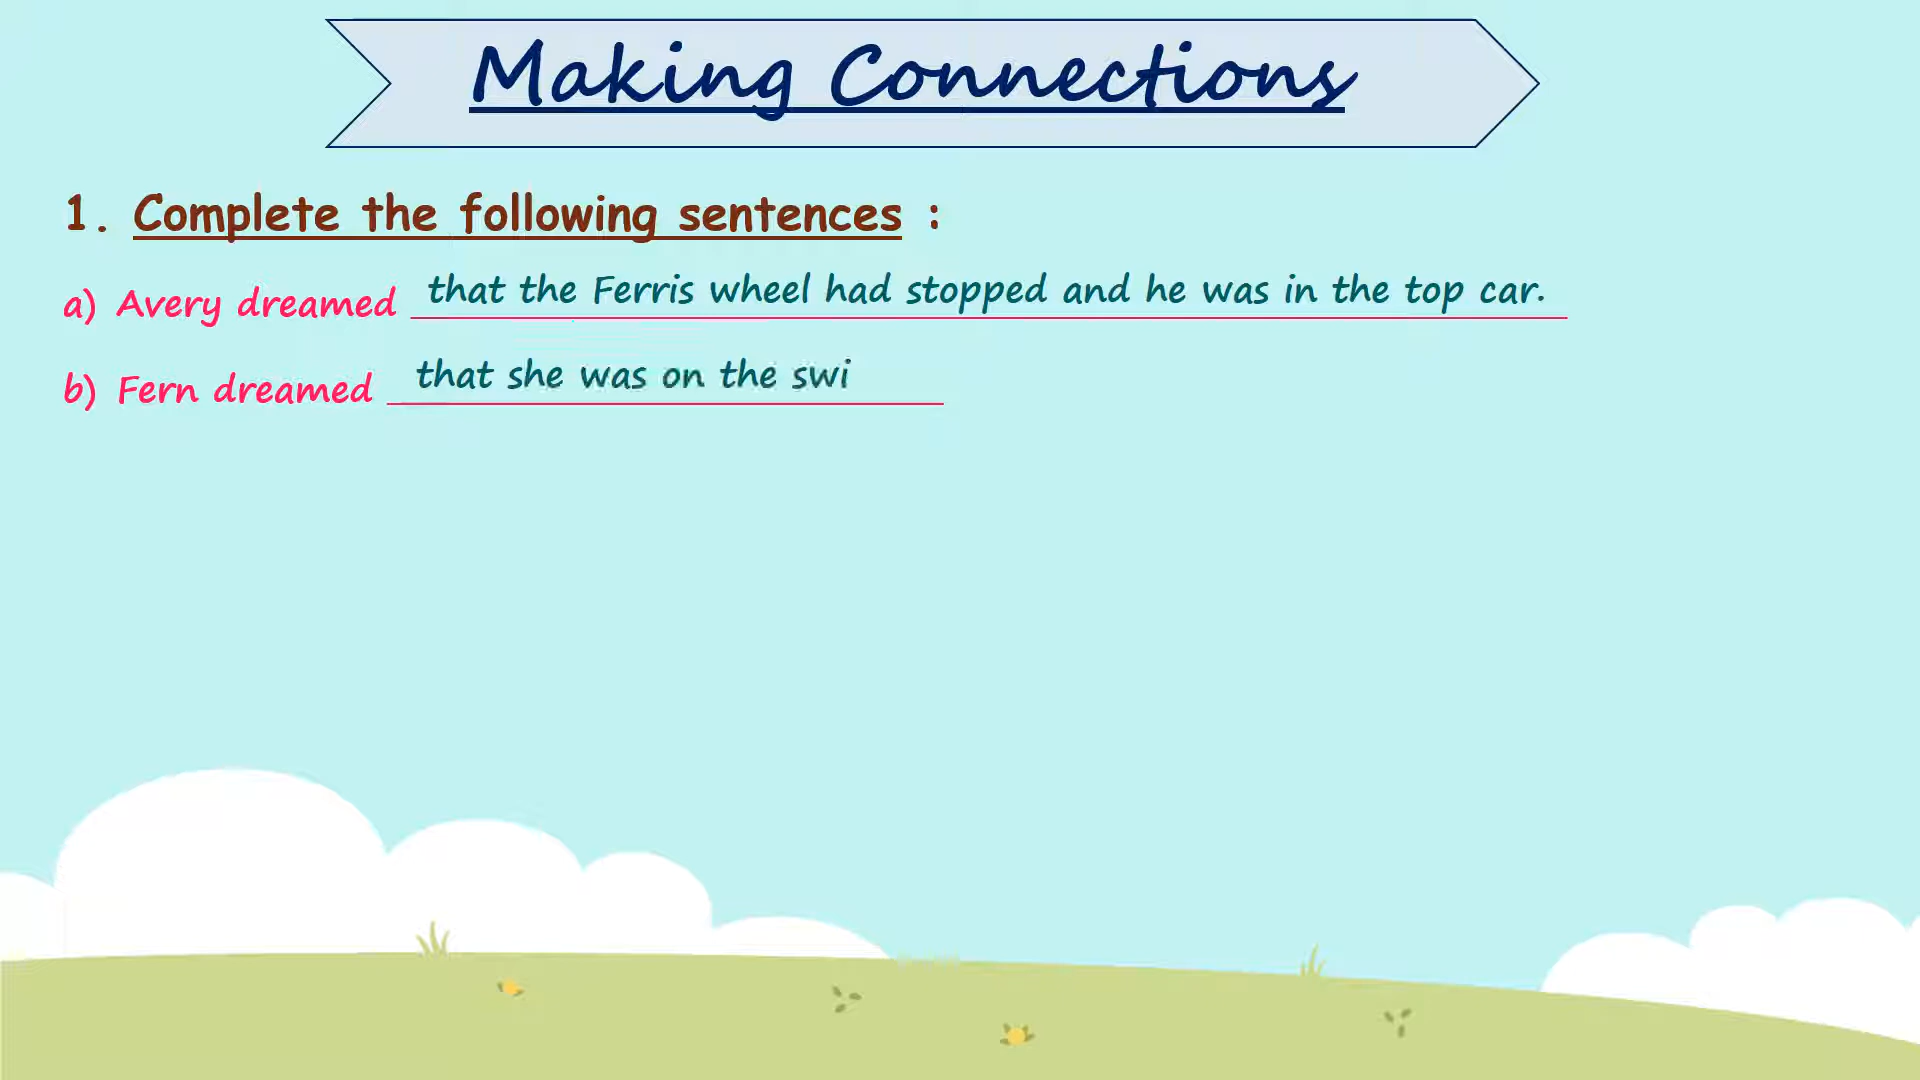 Making Connections
1. Complete the following sentences :
a) Avery dreamed that the Ferris wheel had stopped and he was in the top car.
b) Fern dreamed that she was on the swi